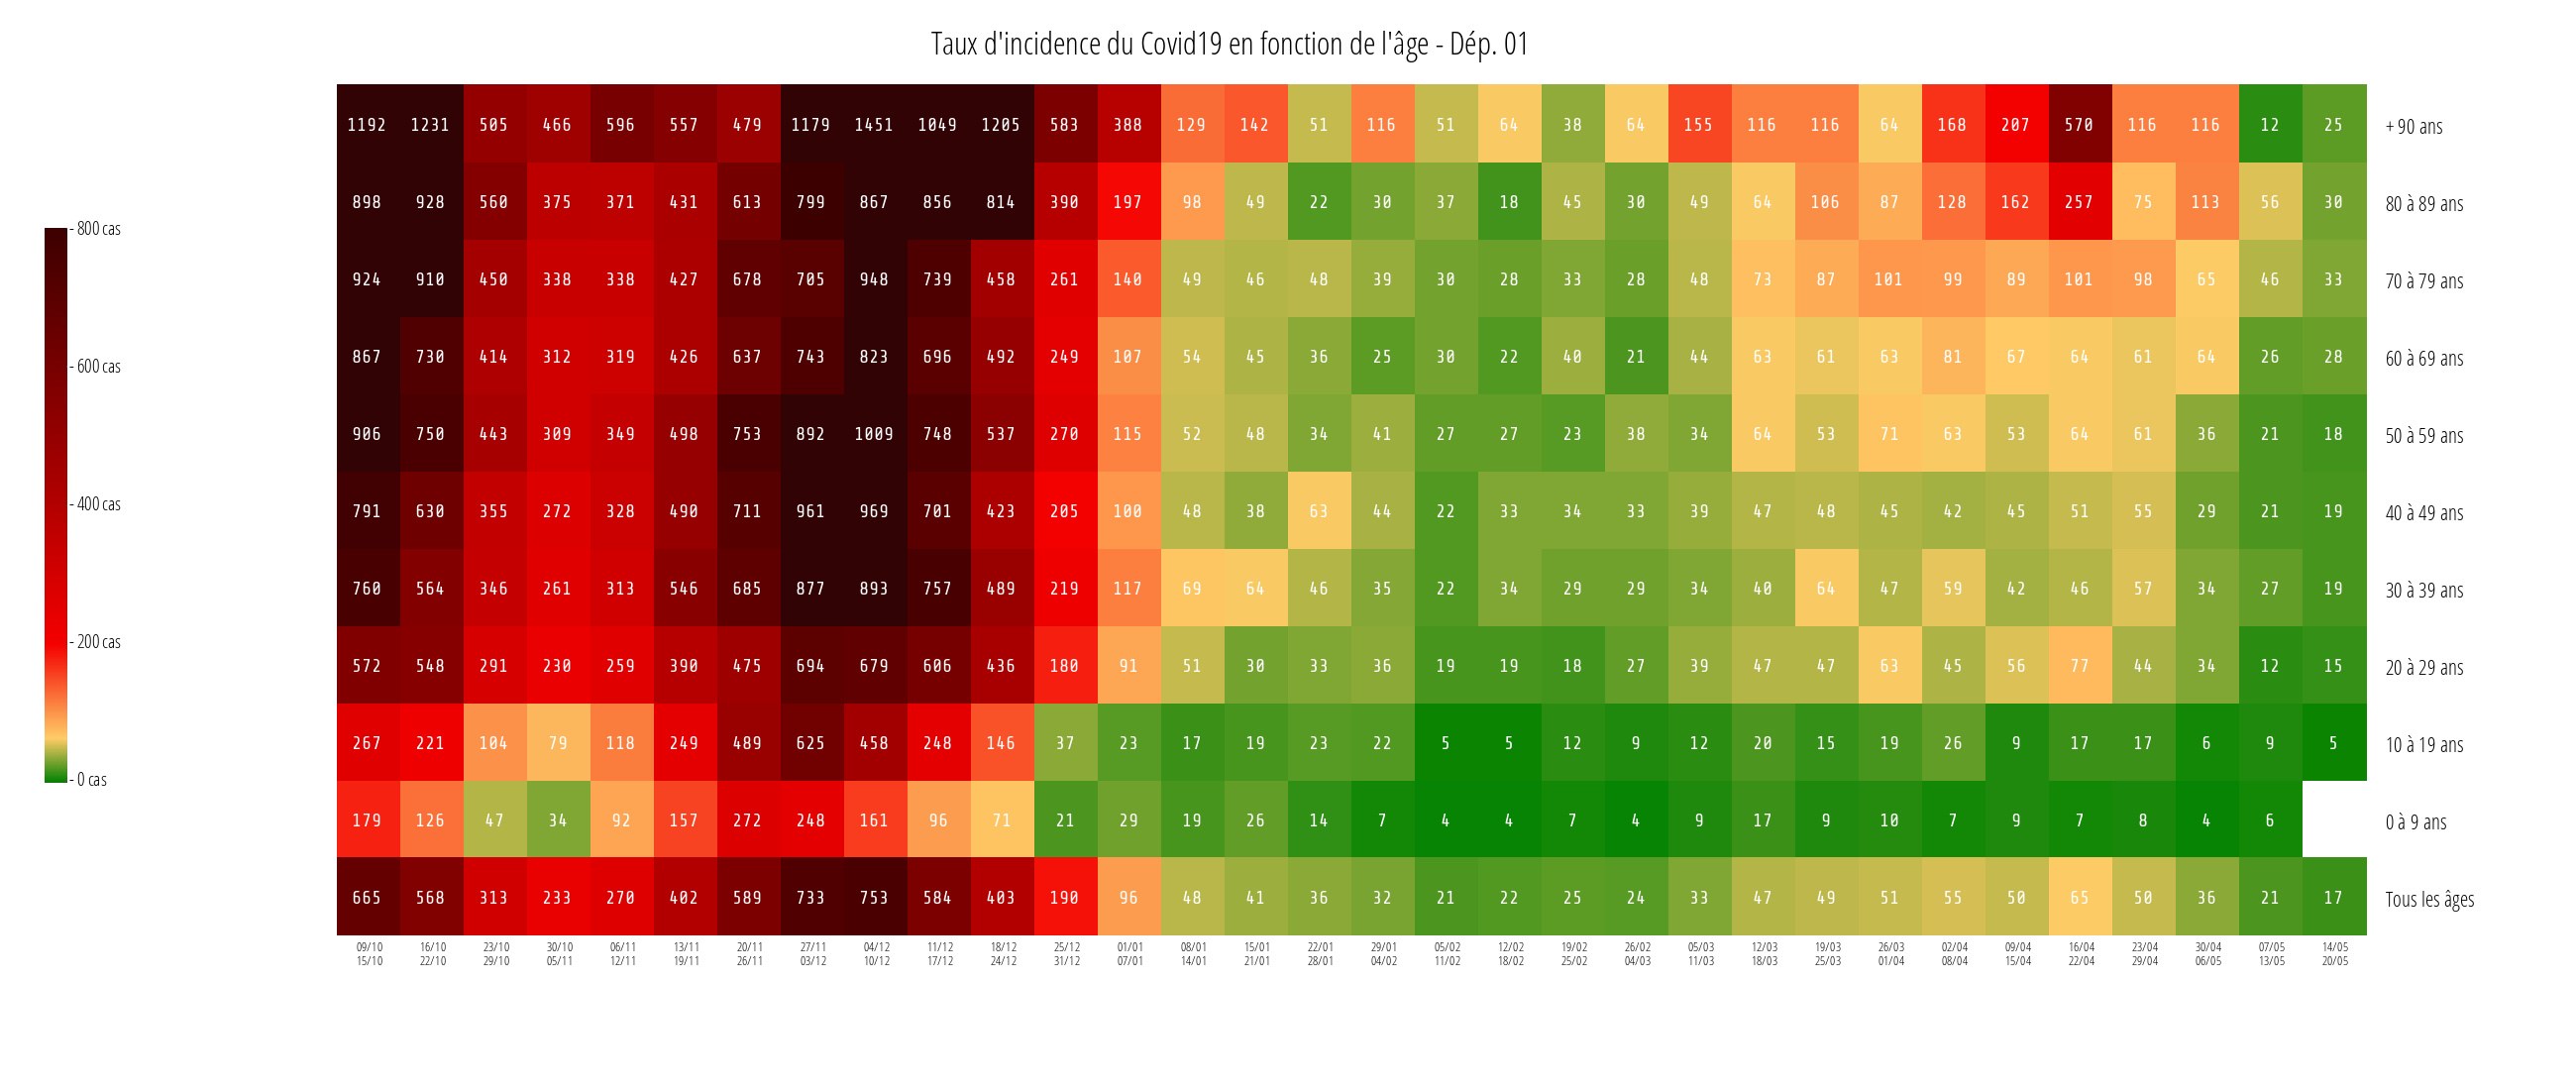 Taux d'incidence du Covid19 en fonction de l'âge - Dép. 01
- 800 cas
- 600 cas
- 400 cas
- 200 cas
- 0 cas
1192 1231 505 466 596 557 479 1179 1451 1049 1205 583 388 129 142 51 116 51 64 38 64 155 116 116 64 168 207 570 116 116 12 25 + 90 ans
898 928 560 375 371 431 613 799 867 856 814 390 197 98 49 22 30 37 18 45 30 49 64 106 87 128 162 257 75 113 56 30 80 à 89 ans
924 910 450 338 338 427 678 705 948 739 458 261 140 49 46 48 39 30 28 33 28 48 73 87 101 99 89 101 98 65 46 33 70 à 79 ans
867 730 414 312 319 426 637 743 823 696 492 249 107 54 45 36 25 30 22 40 21 44 63 61 63 81 67 64 61 64 26 28 60 à 69 ans
906 750 443 309 349 498 753 892 1009 748 537 270 115 52 48 34 41 27 27 23 38 34 64 53 71 63 53 64 61 36 21 18 50 à 59 ans
791 630 355 272 328 490 711 961 969 701 423 205 100 48 38 63 44 22 33 34 33 39 47 48 45 42 45 51 55 29 21 19 40 à 49 ans
760 564 346 261 313 546 685 877 893 757 489 219 117 69 64 46 35 22 34 29 29 34 40 64 47 59 42 46 57 34 27 19 30 à 39 ans
572 548 291 230 259 390 475 694 679 606 436 180 91 51 30 33 36 19 19 18 27 39 47 47 63 45 56 77 44 34 12 15 20 à 29 ans
267 221 104 79 118 249 489 625 458 248 146 37 23 17 19 23 22 5 5 12 9 12 20 15 19 26 9 17 17 6 9 5 10 à 19 ans
179 126 47 34 92 157 272 248 161 96 71 21 29 19 26 14 7 4 4 7 4 9 17 9 10 7 9 7 8 4 6 0 à 9 ans
665 568 313 233 270 402 589 733 753 584 403 190 96 48 41 36 32 21 22 25 24 33 47 49 51 55 50 65 50 36 21 17 Tous les âges
09/10 16/10 23/10 30/10 06/11 13/11 20/11 27/11 04/12 11/12 18/12 25/12 01/01 08/01 15/01 22/01 29/01 05/02 12/02 19/02 26/02 05/03 12/03 19/03 26/03 02/04 09/04 16/04 23/04 30/04 07/05 14/05
15/10 22/10 29/10 05/11 12/11 19/11 26/11 03/12 10/12 17/12 24/12 31/12 07/01 14/01 21/01 28/01 04/02 11/02 18/02 25/02 04/03 11/03 18/03 25/03 01/04 08/04 15/04 22/04 29/04 06/05 13/05 20/05